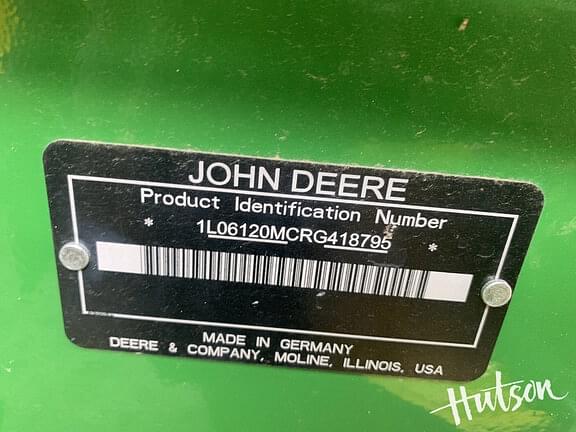 JOHN DEERE
Product Identification Number
* 1L06120MCRG418795 *
MADE IN GERMANY
DEERE & COMPANY, MOLINE, ILLINOIS, USA
Hutson